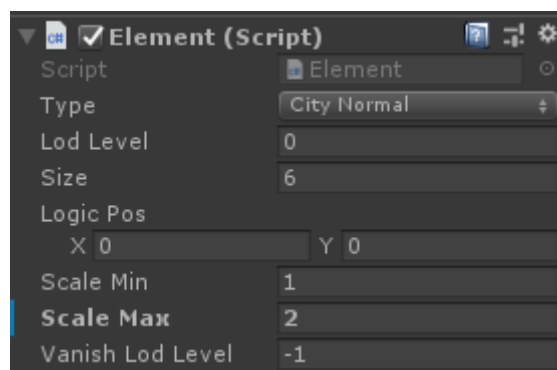 Element (Script)
Script Element
Type City Normal
Lod Level 0
Size 6
Logic Pos
X 0 Y 0
Scale Min 1
Scale Max 2
Vanish Lod Level -1